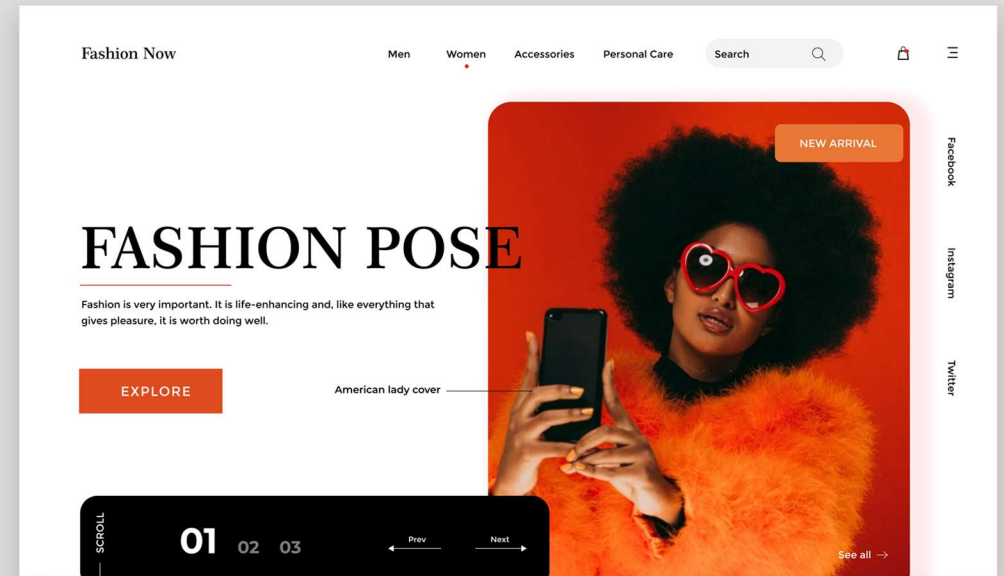 Fashion Now
Men
Women
Accessories
Personal Care
Search
NEW ARRIVAL
Facebook
Instagram
Twitter
FASHION POSE
Fashion is very important. It is life-enhancing and, like everything that
gives pleasure, it is worth doing well.
EXPLORE
American lady cover
SCROLL
01 02 03
Prev
Next
See all